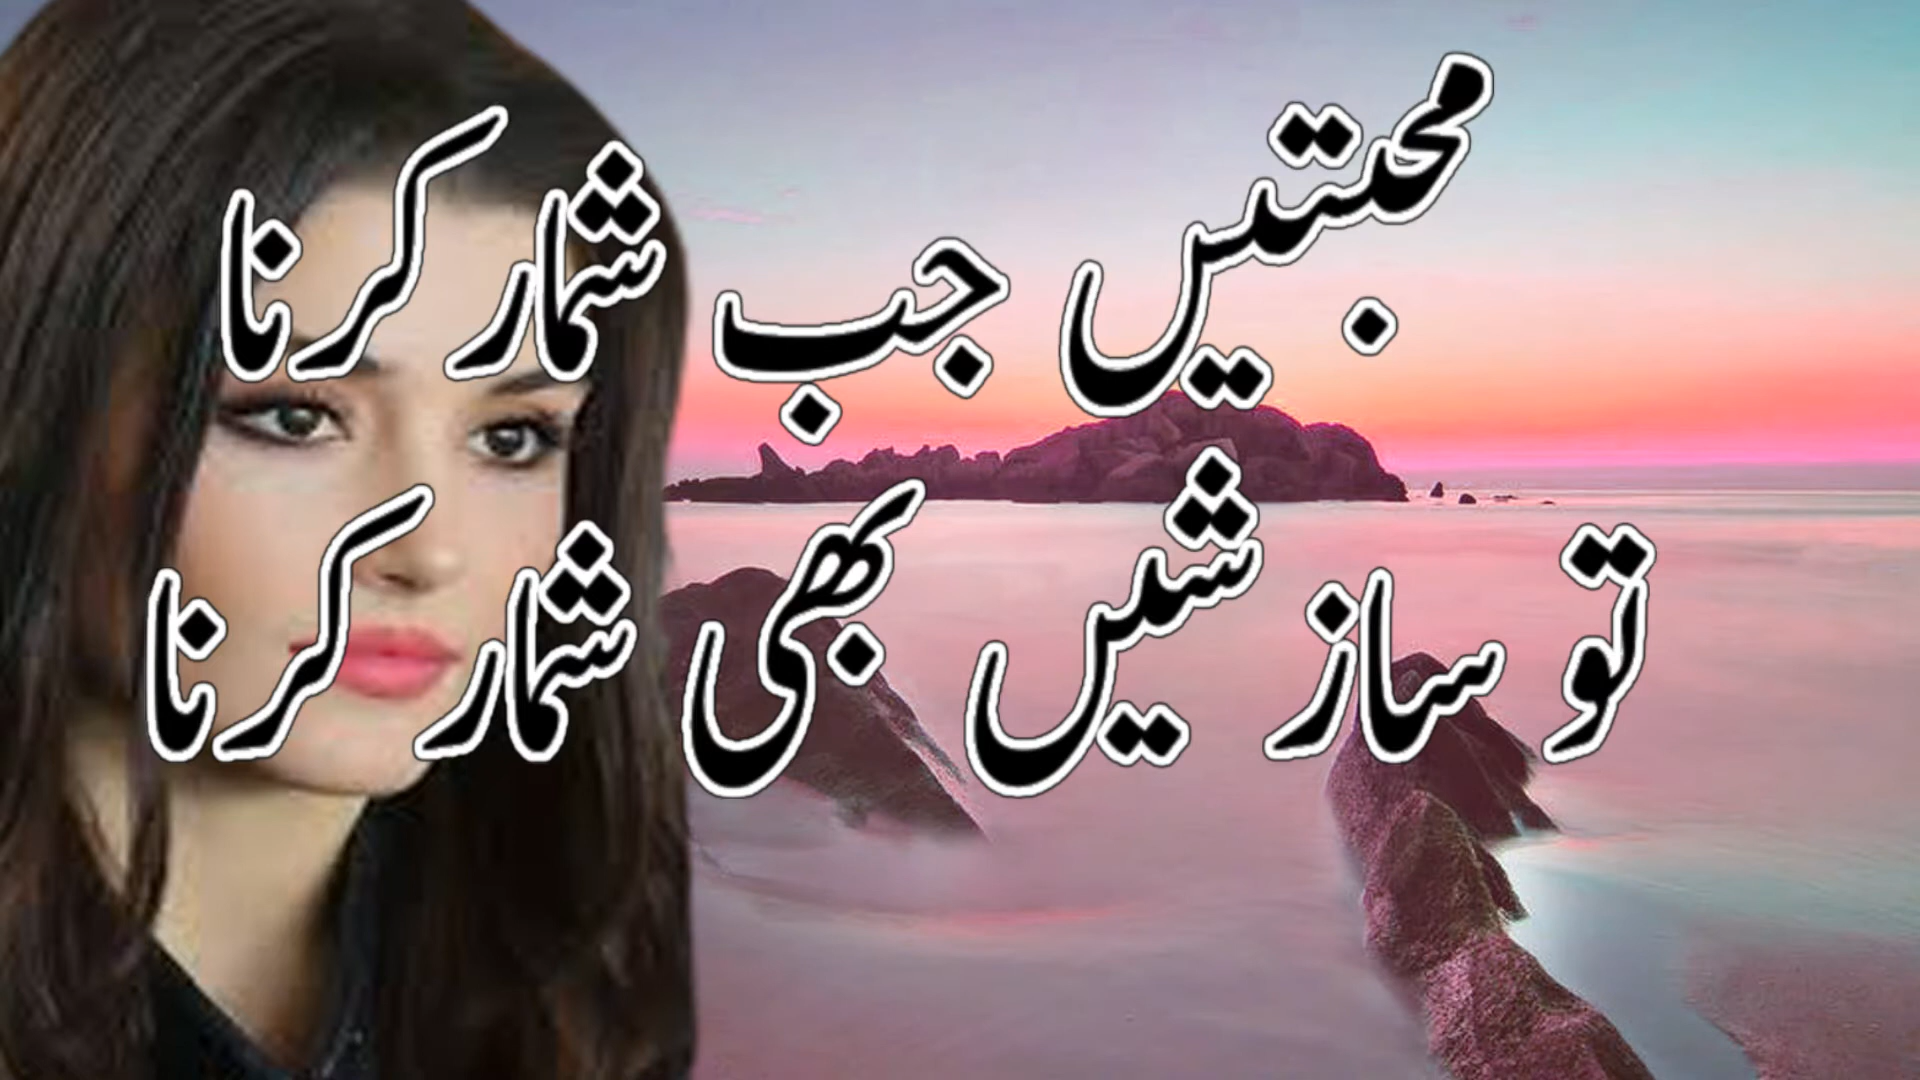 محبتیں جب شمار کرنا
تو سازشیں بھی شمار کرنا